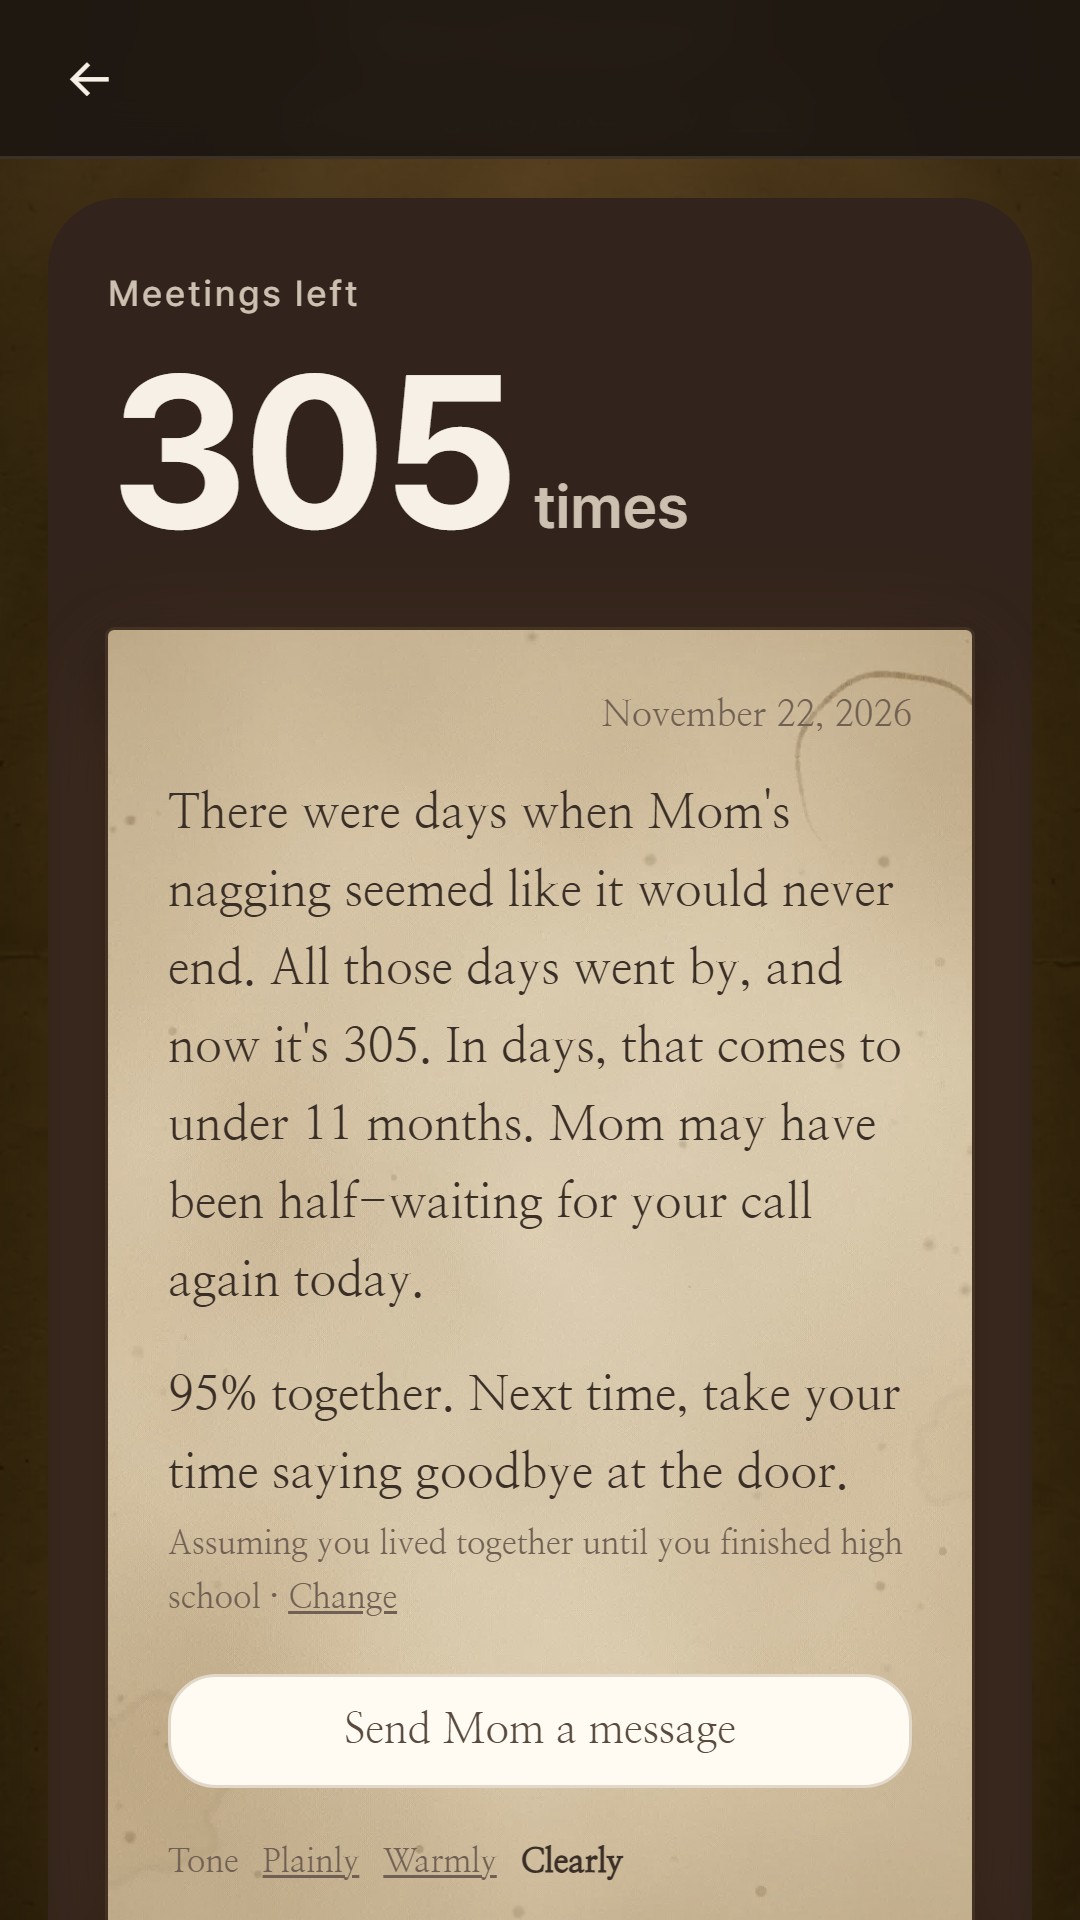 Meetings left
305 times
November 22, 2026
There were days when Mom's
nagging seemed like it would never
end. All those days went by, and
now it's 305. In days, that comes to
under 11 months. Mom may have
been half-waiting for your call
again today.
95% together. Next time, take your
time saying goodbye at the door.
Assuming you lived together until you finished high
school · Change
Send Mom a message
Tone Plainly Warmly Clearly